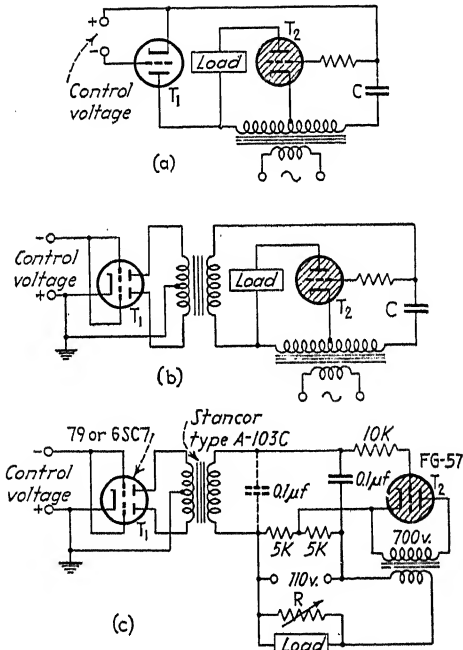 +
-
Control
voltage
T1
Load
T2
C
(a)
-
Control
voltage
+
T1
Load
T2
C
(b)
Stancor
type A-103C
79 or 6SC7
10K
FG-57
-
Control
voltage
+
T1
0.1μf
0.1μf
T2
5K
5K
700v.
110v.
R
Load
(c)